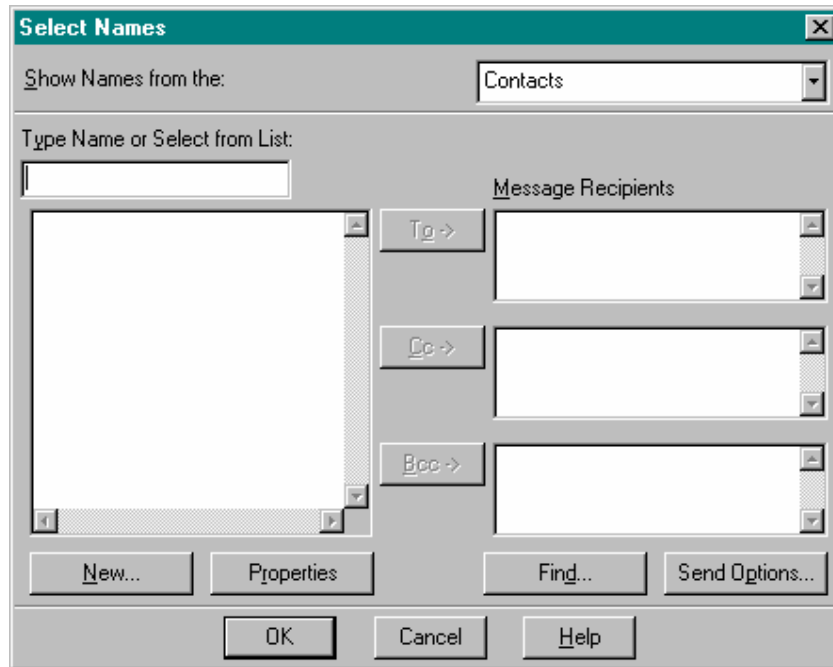 Select Names
Show Names from the:
Contacts
Type Name or Select from List:
Message Recipients
To ->
Cc ->
Bcc ->
New...
Properties
Find...
Send Options...
OK
Cancel
Help